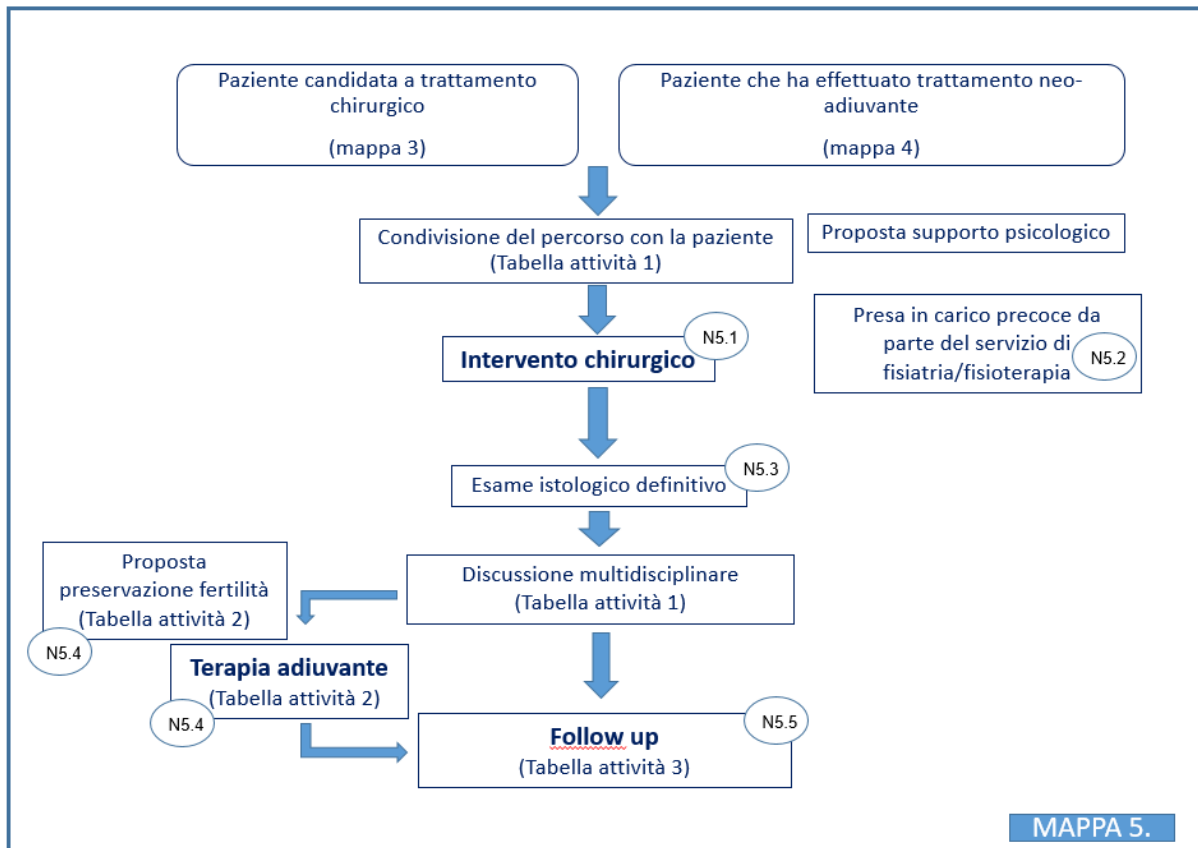 Paziente candidata a trattamento
chirurgico
(mappa 3)
Paziente che ha effettuato trattamento neo-
adiuvante
(mappa 4)
Condivisione del percorso con la paziente
(Tabella attività 1)
Proposta supporto psicologico
N5.1
Intervento chirurgico
Presa in carico precoce da
parte del servizio di
fisiatria/fisioterapia
N5.2
N5.3
Esame istologico definitivo
Proposta
preservazione fertilità
(Tabella attività 2)
N5.4
Discussione multidisciplinare
(Tabella attività 1)
Terapia adiuvante
(Tabella attività 2)
N5.4
N5.5
Follow up
(Tabella attività 3)
MAPPA 5.